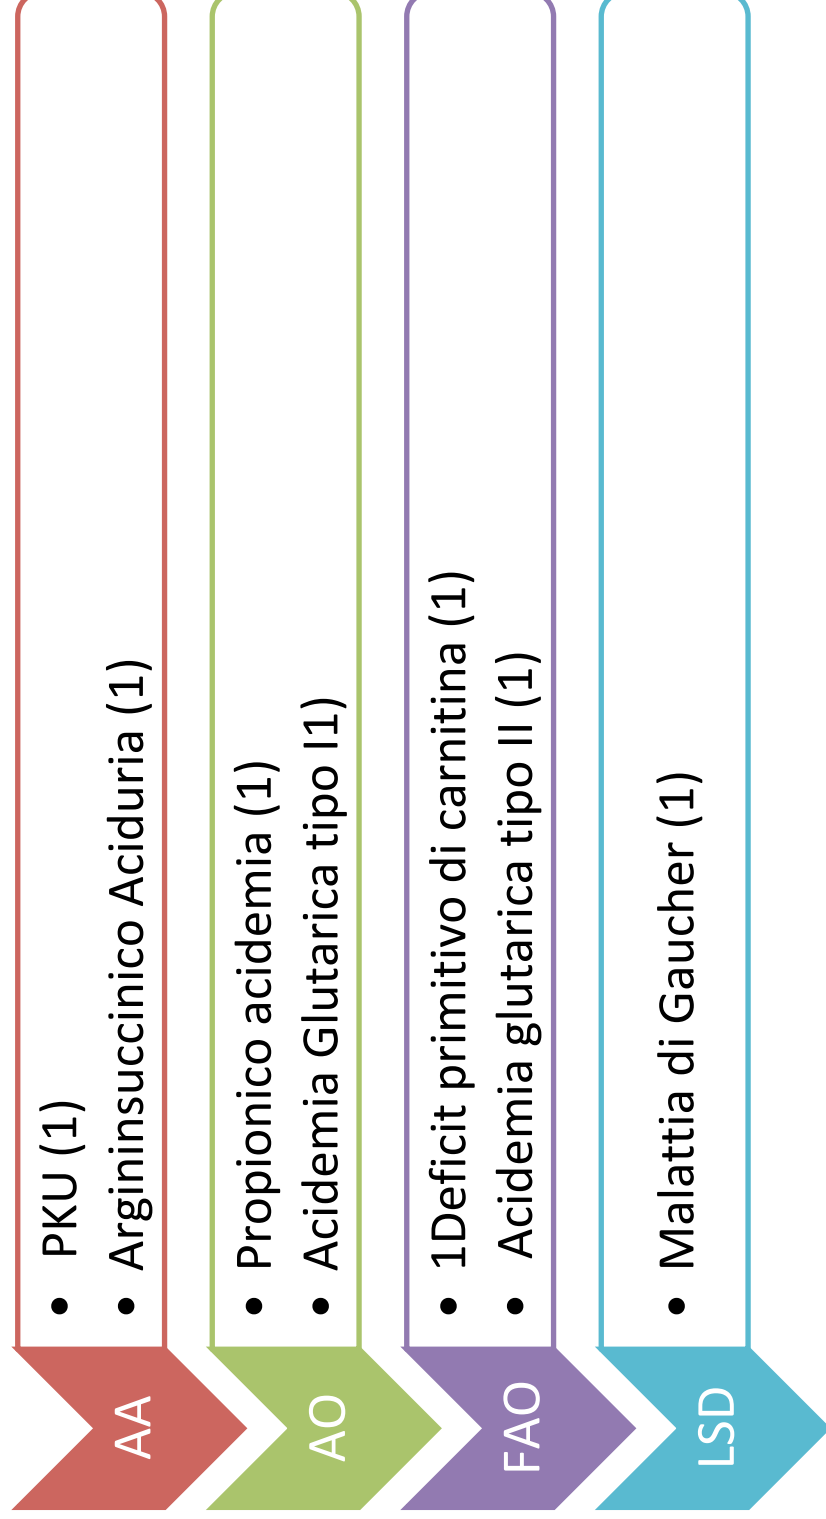 AA
• PKU (1)
• Argininsuccinico Aciduria (1)
AO
• Propionico acidemia (1)
• Acidemia Glutarica tipo I1)
FAO
• 1Deficit primitivo di carnitina (1)
• Acidemia glutarica tipo II (1)
LSD
• Malattia di Gaucher (1)